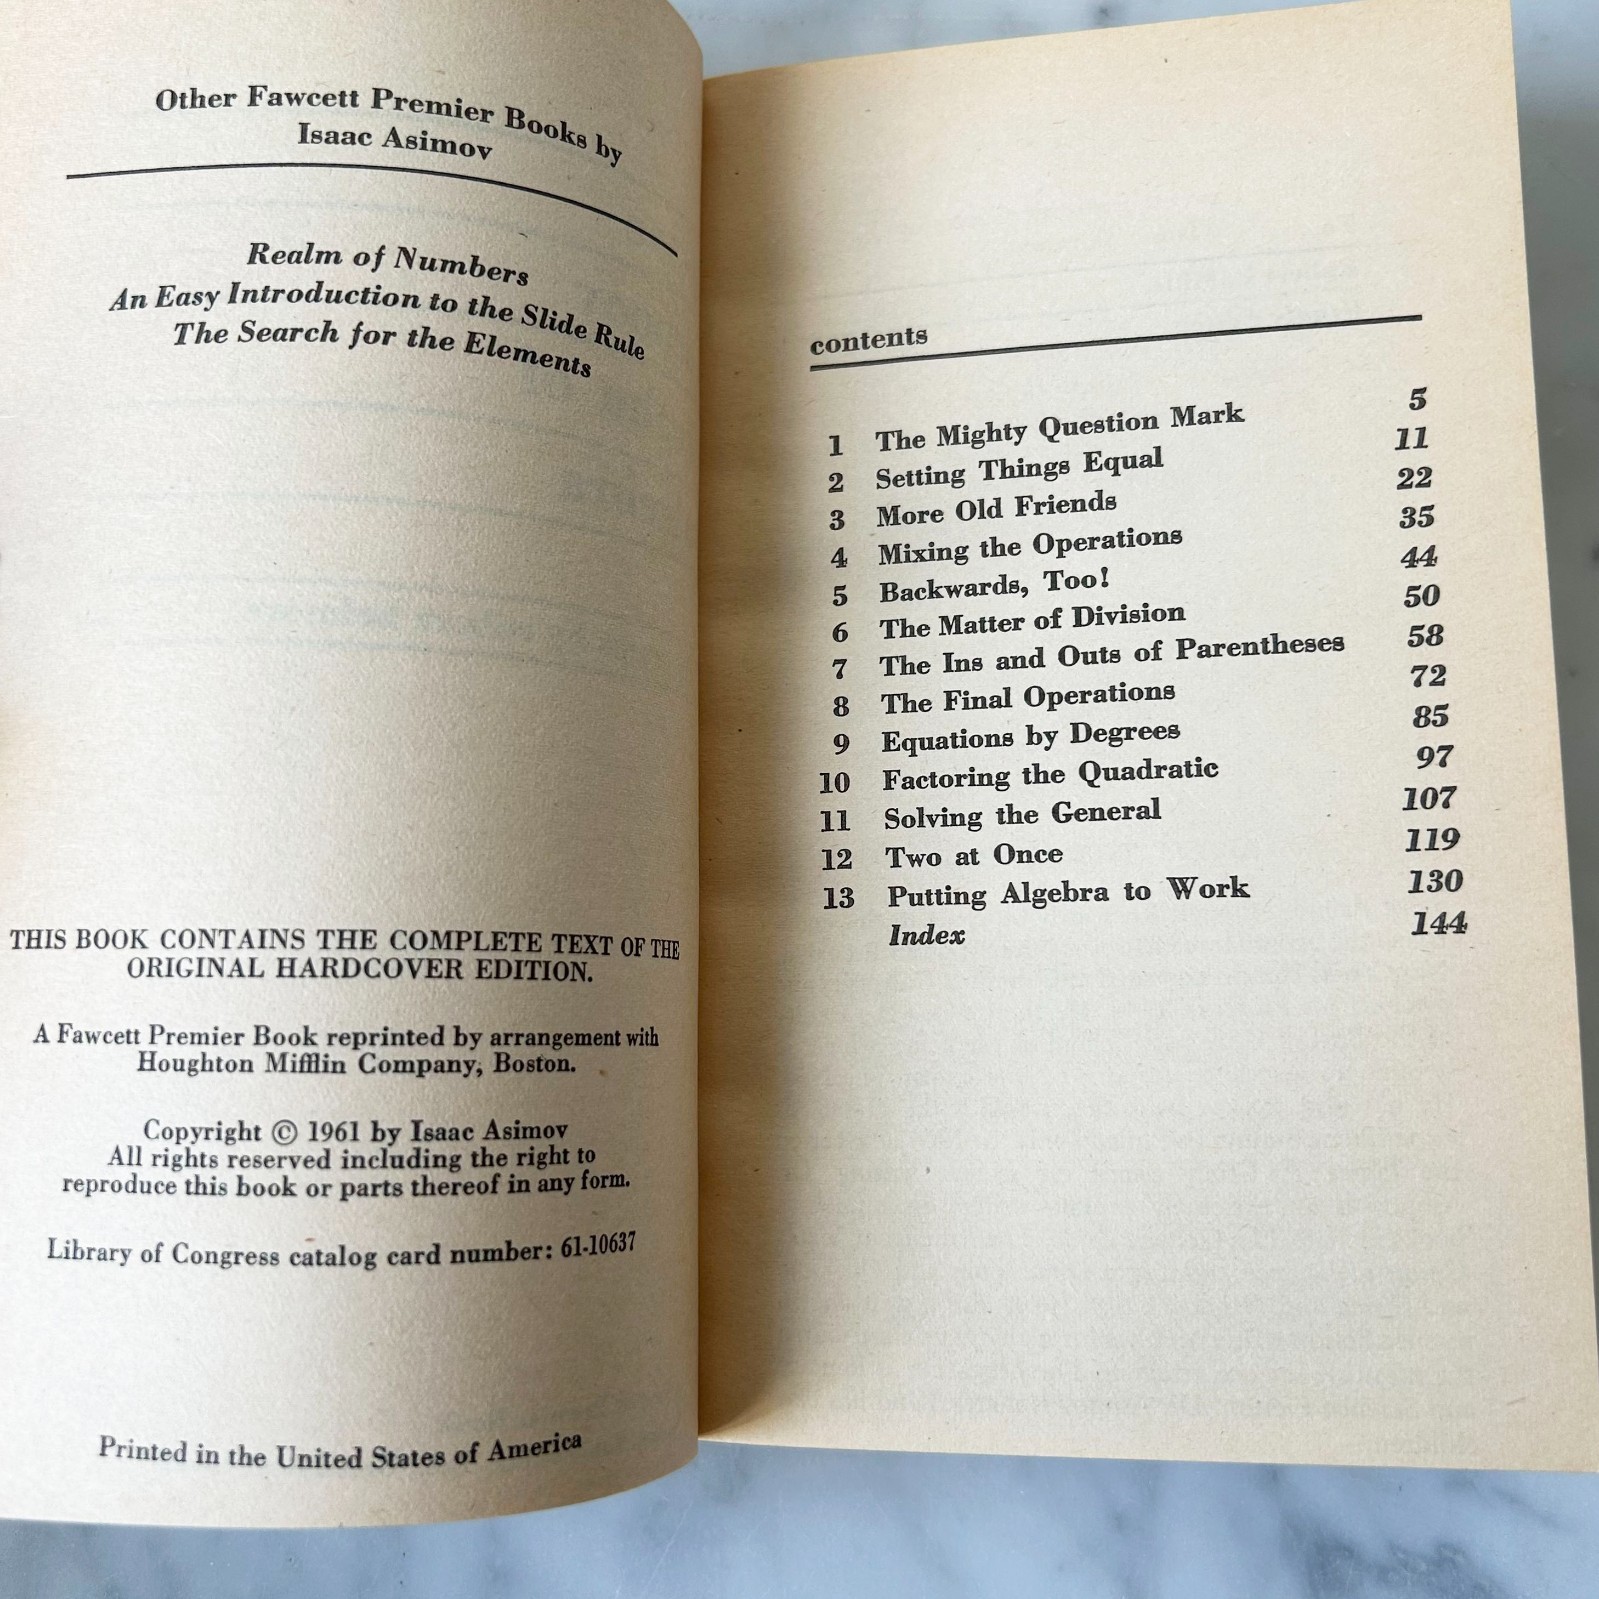 Other Fawcett Premier Books by
Isaac Asimov
Realm of Numbers
An Easy Introduction to the Slide Rule
The Search for the Elements
THIS BOOK CONTAINS THE COMPLETE TEXT OF THE
ORIGINAL HARDCOVER EDITION.
A Fawcett Premier Book reprinted by arrangement with
Houghton Mifflin Company, Boston.
Copyright © 1961 by Isaac Asimov
All rights reserved including the right to
reproduce this book or parts thereof in any form.
Library of Congress catalog card number: 61-10637
Printed in the United States of America
contents
1 The Mighty Question Mark 5
2 Setting Things Equal 11
3 More Old Friends 22
4 Mixing the Operations 35
5 Backwards, Too! 44
6 The Matter of Division 50
7 The Ins and Outs of Parentheses 58
8 The Final Operations 72
9 Equations by Degrees 85
10 Factoring the Quadratic 97
11 Solving the General 107
12 Two at Once 119
13 Putting Algebra to Work 130
Index 144